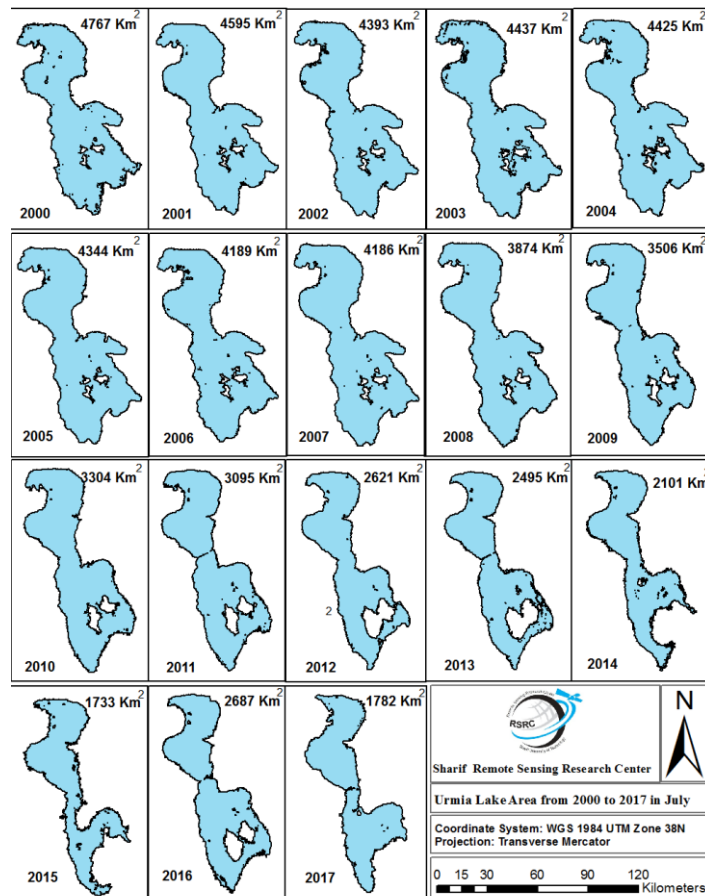 4767 Km2
2000
4595 Km2
2001
4393 Km2
2002
4437 Km2
2003
4425 Km2
2004
4344 Km2
2005
4189 Km2
2006
4186 Km2
2007
3874 Km2
2008
3506 Km2
2009
3304 Km2
2010
3095 Km2
2011
2621 Km2
2
2012
2495 Km2
2013
2101 Km
2014
1733 Km2
2015
2687 Km2
2016
1782 Km2
2017
RSRC
N
Sharif Remote Sensing Research Center
Urmia Lake Area from 2000 to 2017 in July
Coordinate System: WGS 1984 UTM Zone 38N
Projection: Transverse Mercator
0 15 30 60 90 120
Kilometers